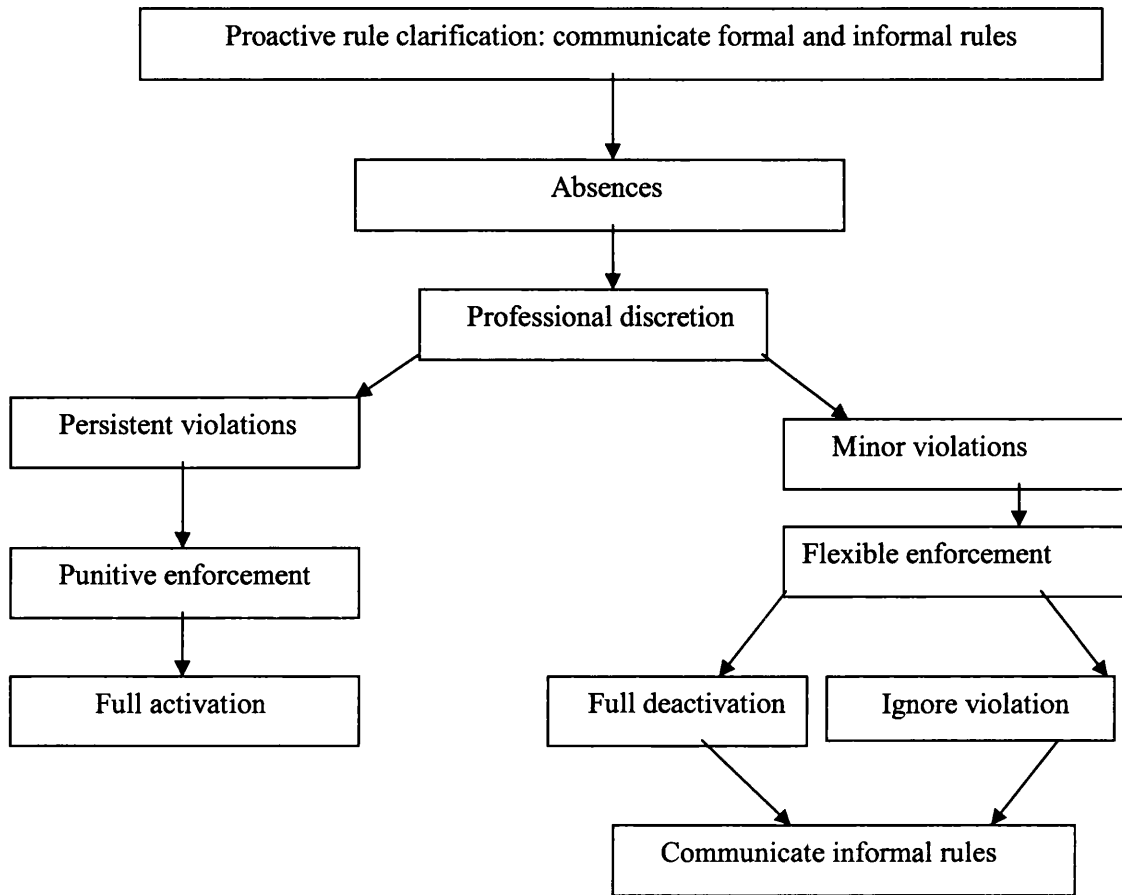 Proactive rule clarification: communicate formal and informal rules
Absences
Professional discretion
Persistent violations
Minor violations
Flexible enforcement
Punitive enforcement
Full activation
Full deactivation
Ignore violation
Communicate informal rules